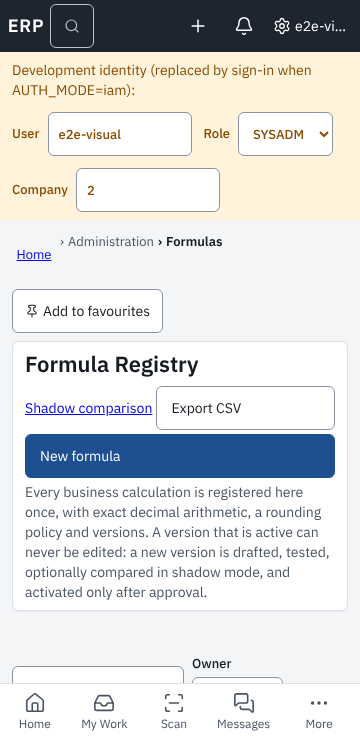 ERP
e2e-vi...
Development identity (replaced by sign-in when
AUTH_MODE=iam):
User
e2e-visual
Role
SYSADM
Company
2
Home
› Administration › Formulas
Add to favourites
Formula Registry
Shadow comparison
Export CSV
New formula
Every business calculation is registered here
once, with exact decimal arithmetic, a rounding
policy and versions. A version that is active can
never be edited: a new version is drafted, tested,
optionally compared in shadow mode, and
activated only after approval.
Owner
Home
My Work
Scan
Messages
More